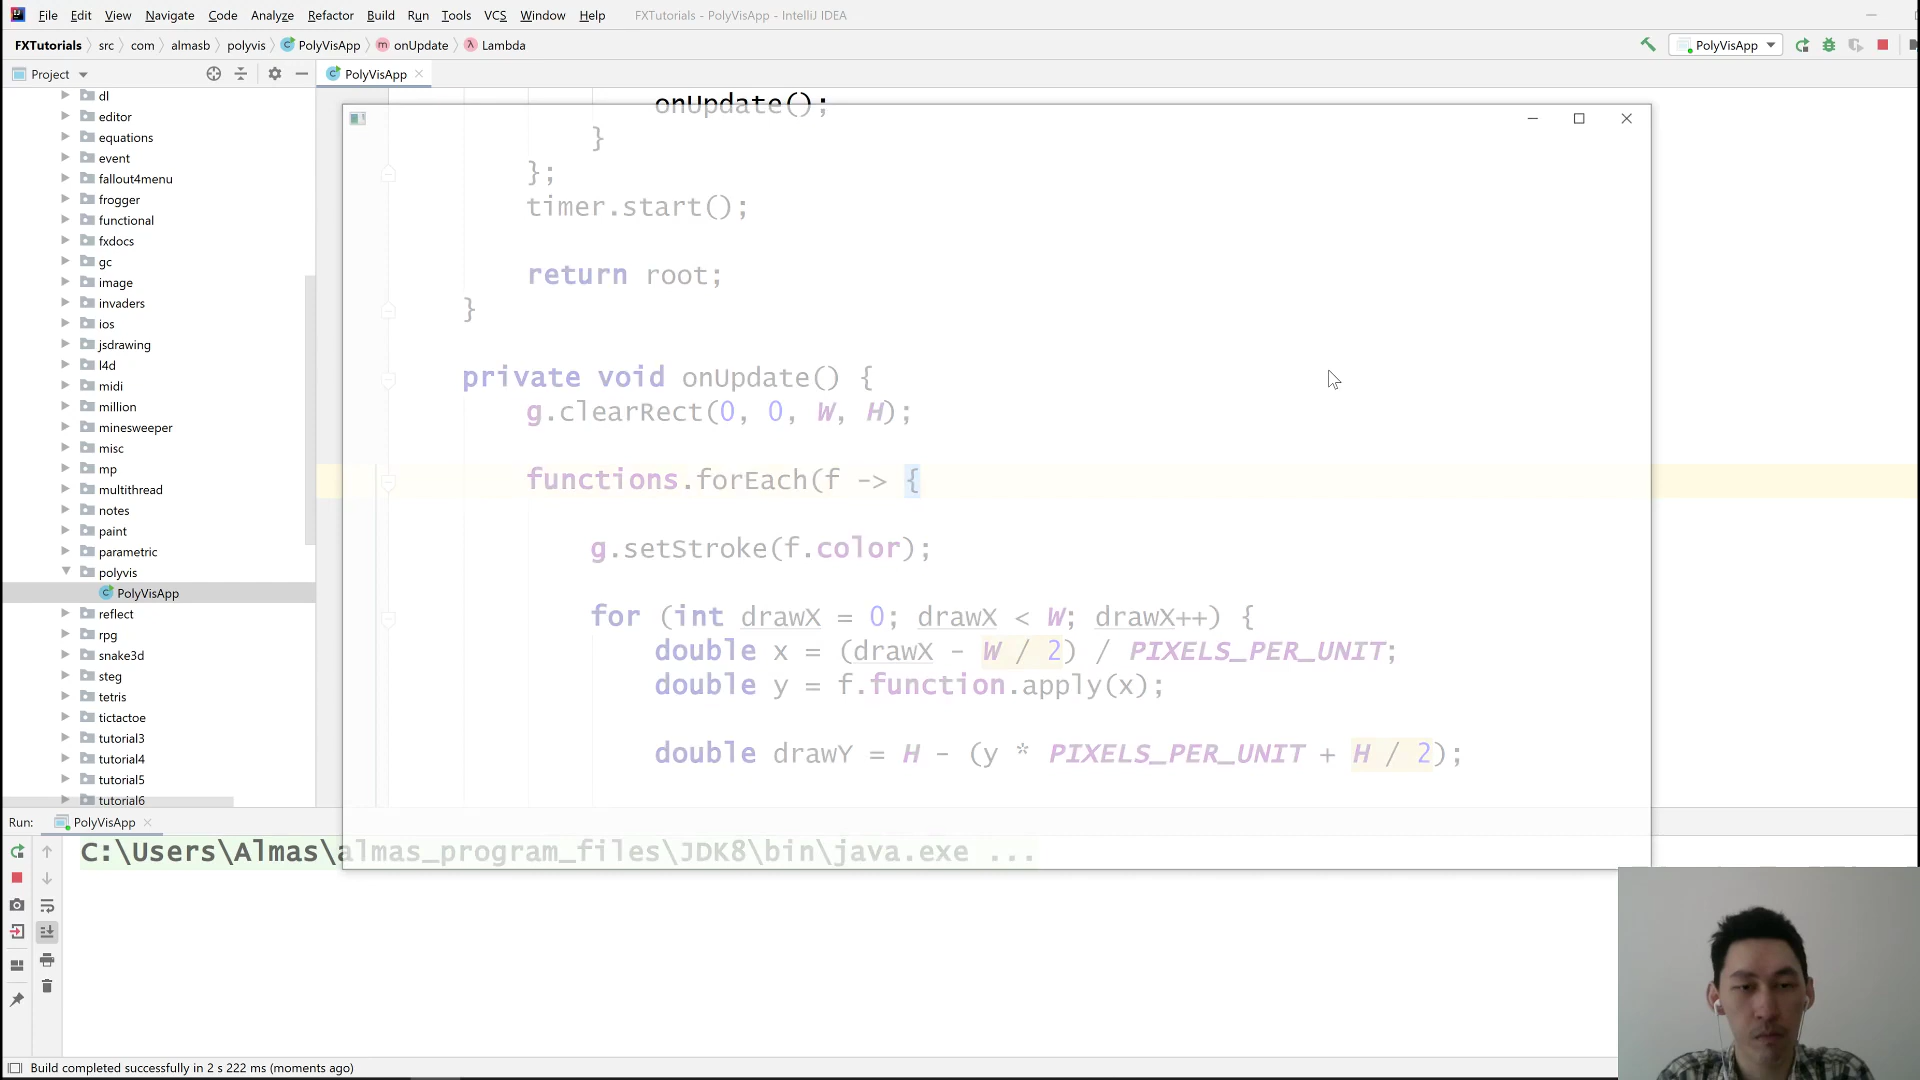 File Edit View Navigate Code Analyze Refactor Build Run Tools VCS Window Help FXTutorials - PolyVisApp - IntelliJ IDEA
FXTutorials src com almasb polyvis PolyVisApp onUpdate Lambda PolyVisApp
Project PolyVisApp
dl
editor
equations
event
fallout4menu
frogger
functional
fxdocs
gc
image
invaders
ios
jsdrawing
l4d
midi
million
minesweeper
misc
mp
multithread
notes
paint
parametric
polyvis
PolyVisApp
reflect
rpg
snake3d
steg
tetris
tictactoe
tutorial3
tutorial4
tutorial5
tutorial6
onUpdate();
}
};
timer.start();
return root;
}
private void onUpdate() {
g.clearRect(0, 0, W, H);
functions.forEach(f -> {
g.setStroke(f.color);
for (int drawX = 0; drawX < W; drawX++) {
double x = (drawX - W / 2) / PIXELS_PER_UNIT;
double y = f.function.apply(x);
double drawY = H - (y * PIXELS_PER_UNIT + H / 2);
Run: PolyVisApp
C:\Users\Almas\almas_program_files\JDK8\bin\java.exe ...
Build completed successfully in 2 s 222 ms (moments ago)